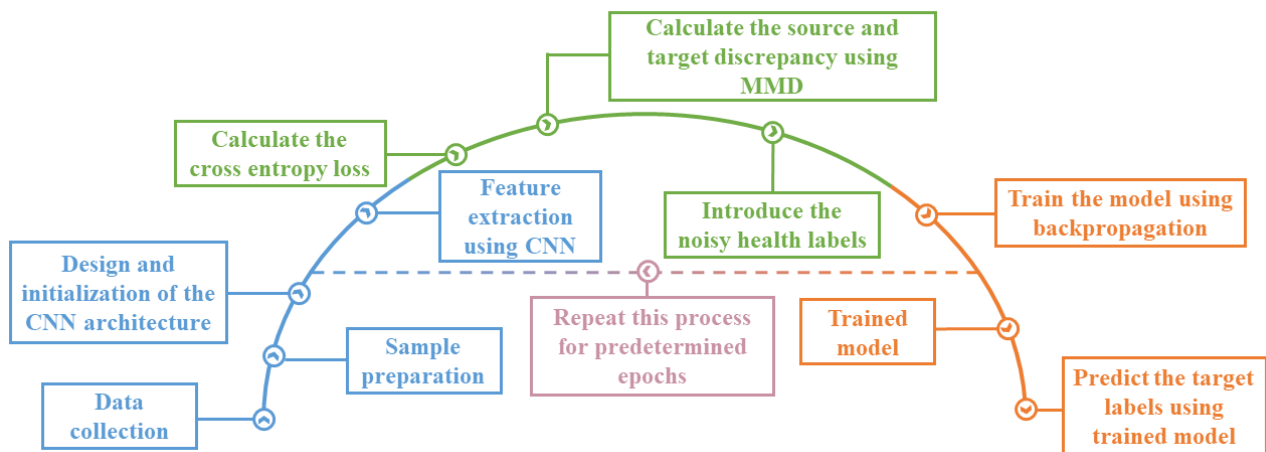 Calculate the source and
target discrepancy using
MMD
Calculate the
cross entropy loss
Feature
extraction
using CNN
Introduce the
noisy health labels
Train the model using
backpropagation
Design and
initialization of the
CNN architecture
Repeat this process
for predetermined
epochs
Trained
model
Sample
preparation
Data
collection
Predict the target
labels using
trained model